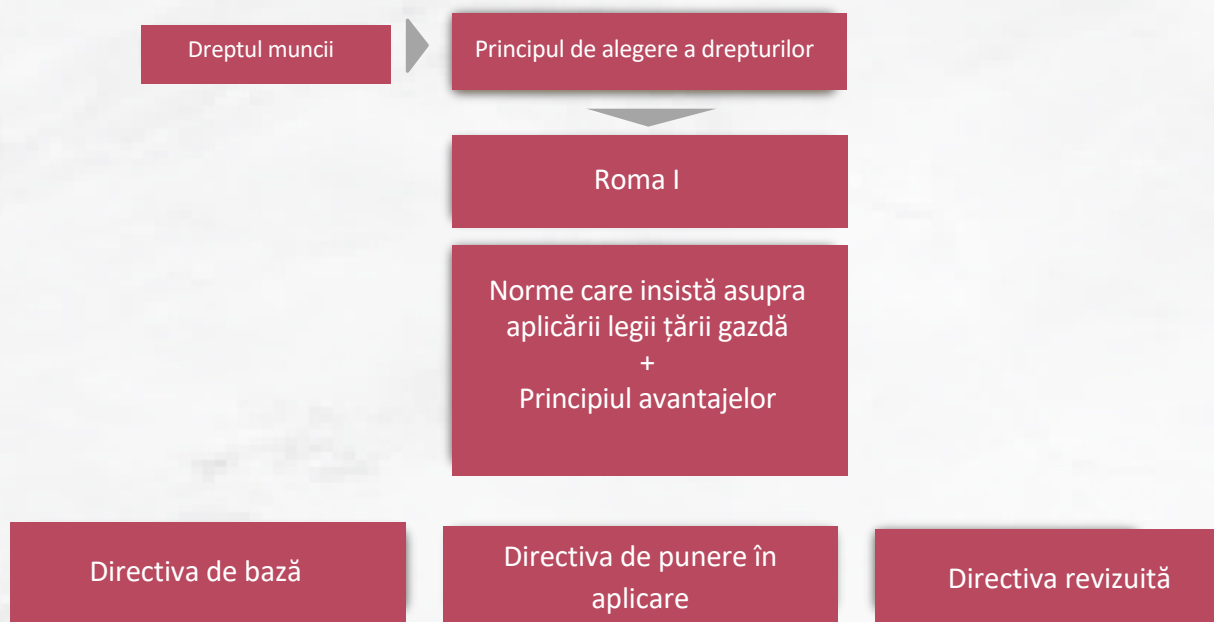 Dreptul muncii
Principul de alegere a drepturilor
Roma I
Norme care insistă asupra
aplicării legii țării gazdă
+
Principiul avantajelor
Directiva de bază
Directiva de punere în
aplicare
Directiva revizuită